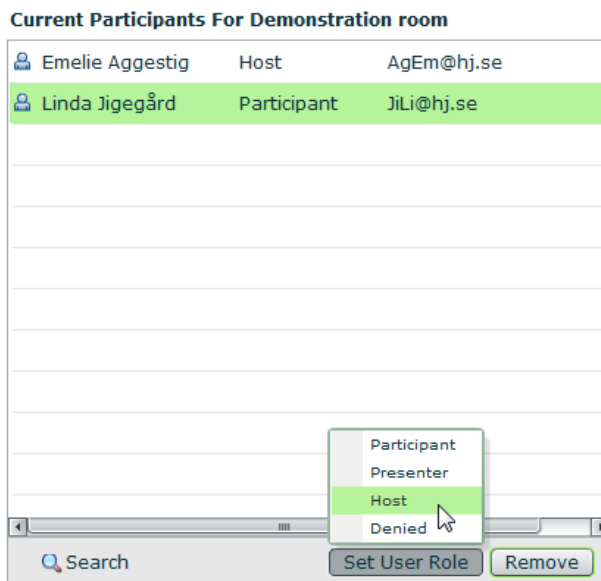 Current Participants For Demonstration room
Emelie Aggestig Host AgEm@hj.se
Linda Jigegård Participant JiLi@hj.se
Participant
Presenter
Host
Denied
Search Set User Role Remove